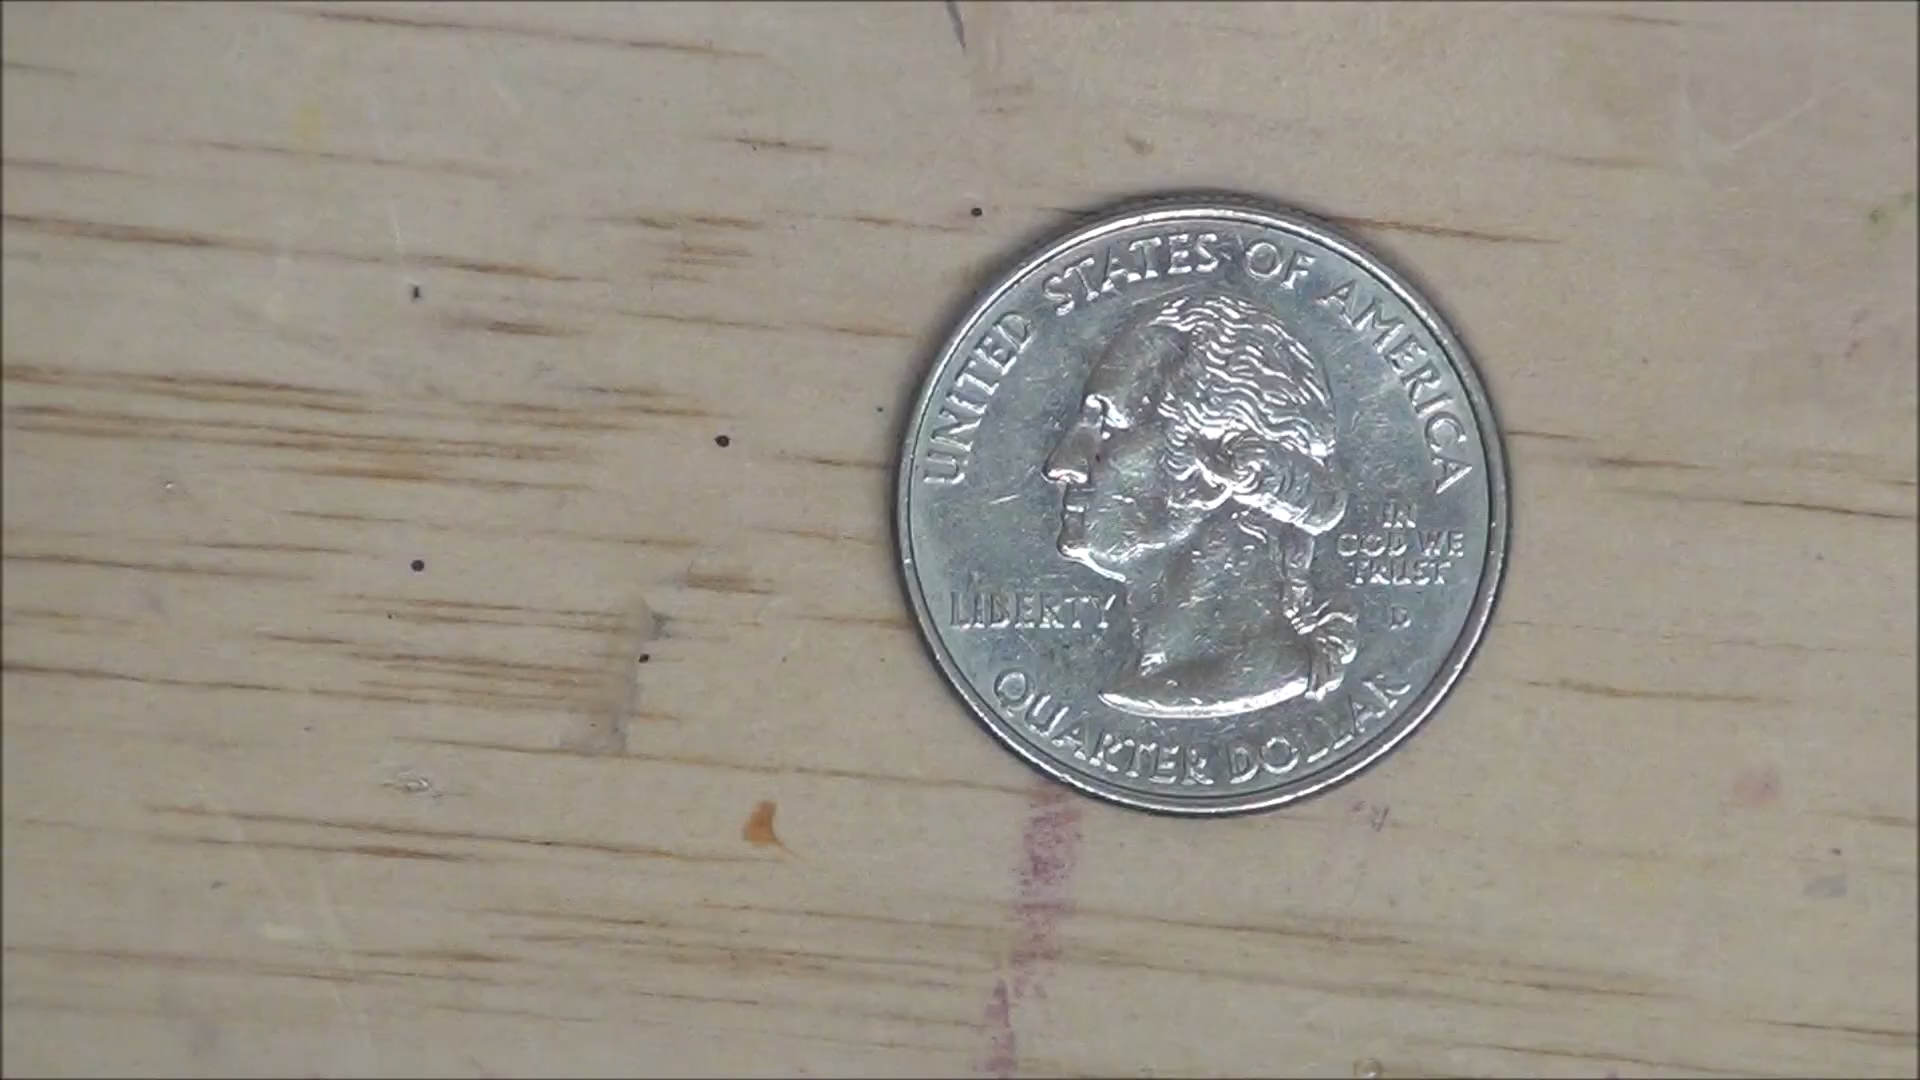 UNITED STATES OF AMERICA
IN
GOD WE
TRUST
LIBERTY
D
QUARTER DOLLAR